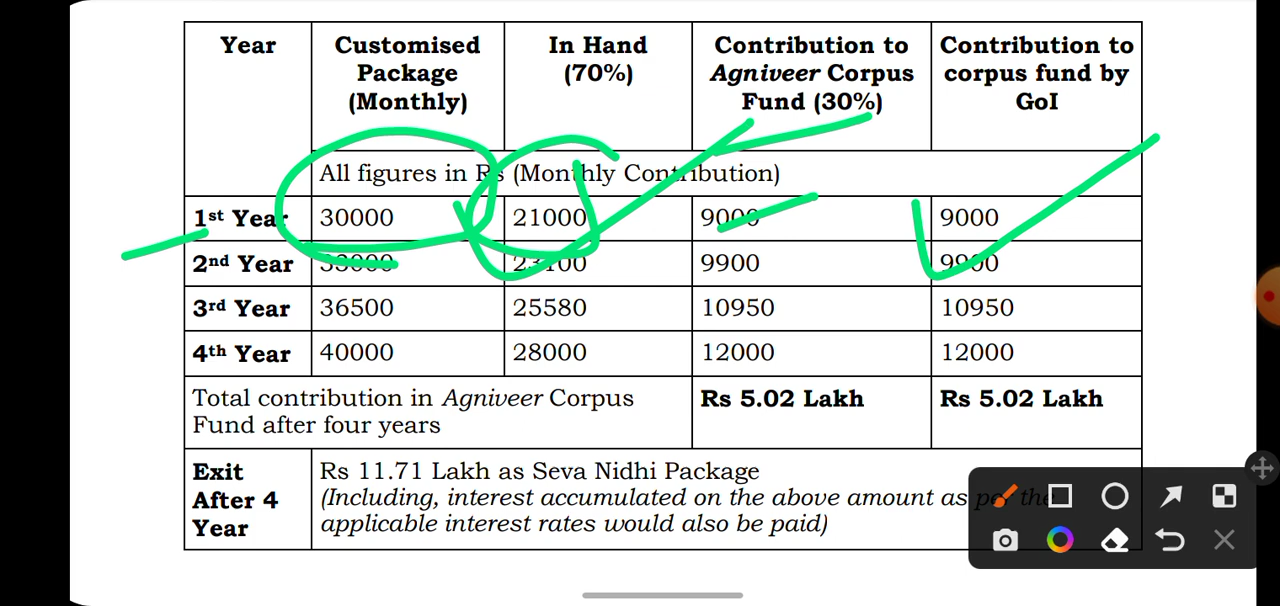 Year Customised Package (Monthly) In Hand (70%) Contribution to Agniveer Corpus Fund (30%) Contribution to corpus fund by GoI
All figures in Rs (Monthly Contribution)
1st Year 30000 21000 9000 9000
2nd Year 33000 23100 9900 9900
3rd Year 36500 25580 10950 10950
4th Year 40000 28000 12000 12000
Total contribution in Agniveer Corpus Fund after four years Rs 5.02 Lakh Rs 5.02 Lakh
Exit After 4 Year Rs 11.71 Lakh as Seva Nidhi Package
(Including, interest accumulated on the above amount as per the
applicable interest rates would also be paid)